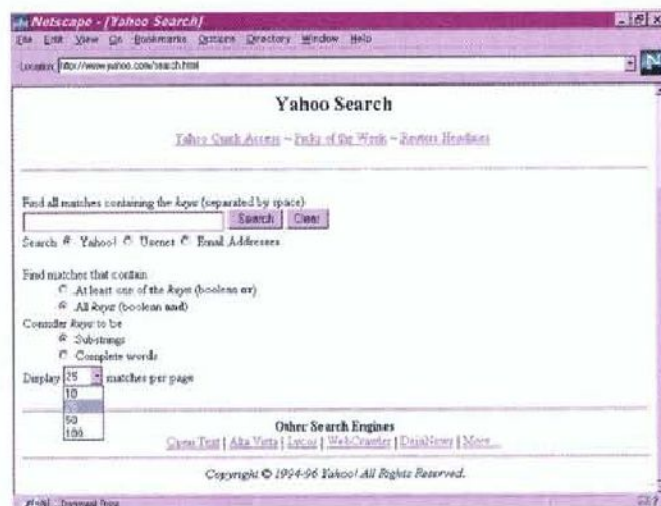 Netscape - [Yahoo Search]
File Edit View Go Bookmarks Options Directory Window Help
Location: http://www.yahoo.com/search.html
N
Yahoo Search
Yahoo Quick Access ~ Picks of the Week ~ Reuters Headlines
Find all matches containing the keys (separated by space)
Search Clear
Search Yahoo! Usenet Email Addresses
Find matches that contain
At least one of the keys (boolean or)
All keys (boolean and)
Consider keys to be
Substrings
Complete words
Display 25 matches per page
10
25
50
100
Other Search Engines
Open Text | Alta Vista | Lycos | WebCrawler | DejaNews | More...
Copyright © 1994-96 Yahoo! All Rights Reserved.
Document: Done